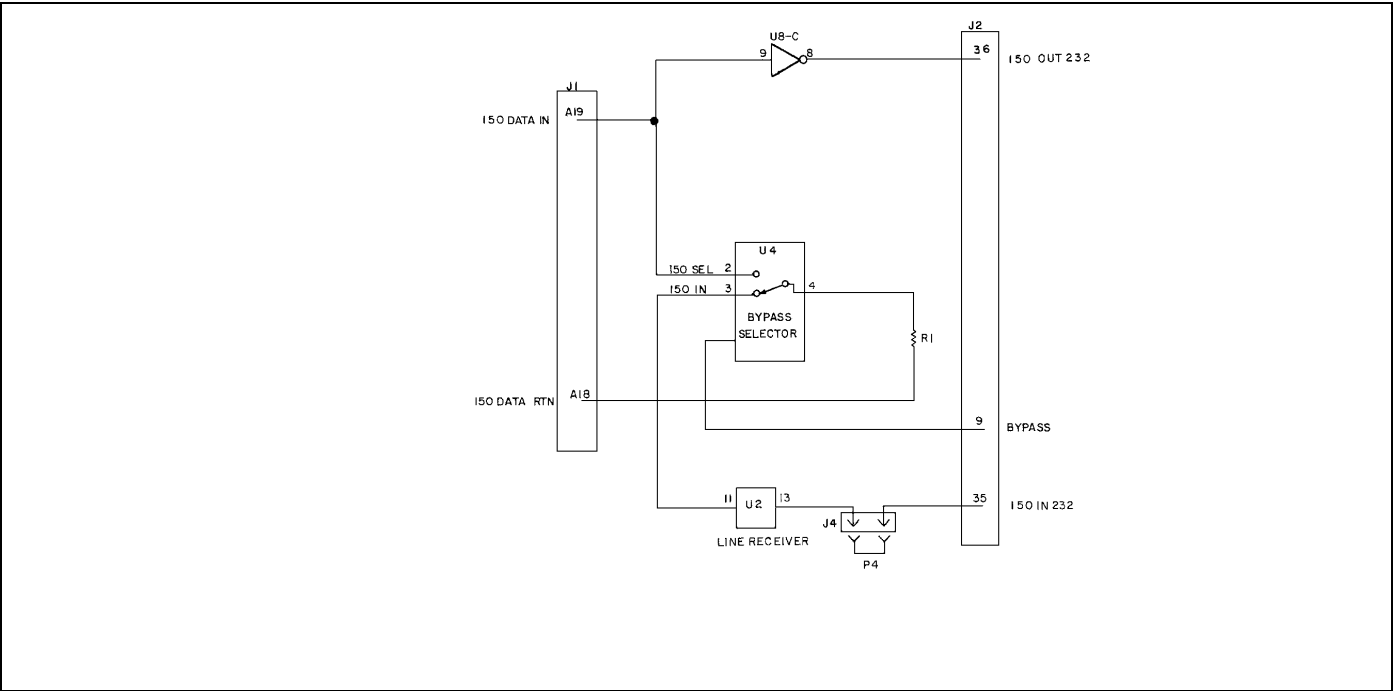 J2
U8-C
9
8
36
150 OUT 232
J1
150 DATA IN
A19
U4
150 SEL
2
150 IN
3
4
BYPASS
SELECTOR
R1
150 DATA RTN
A18
9
BYPASS
11
U2
13
35
150 IN 232
J4
LINE RECEIVER
P4